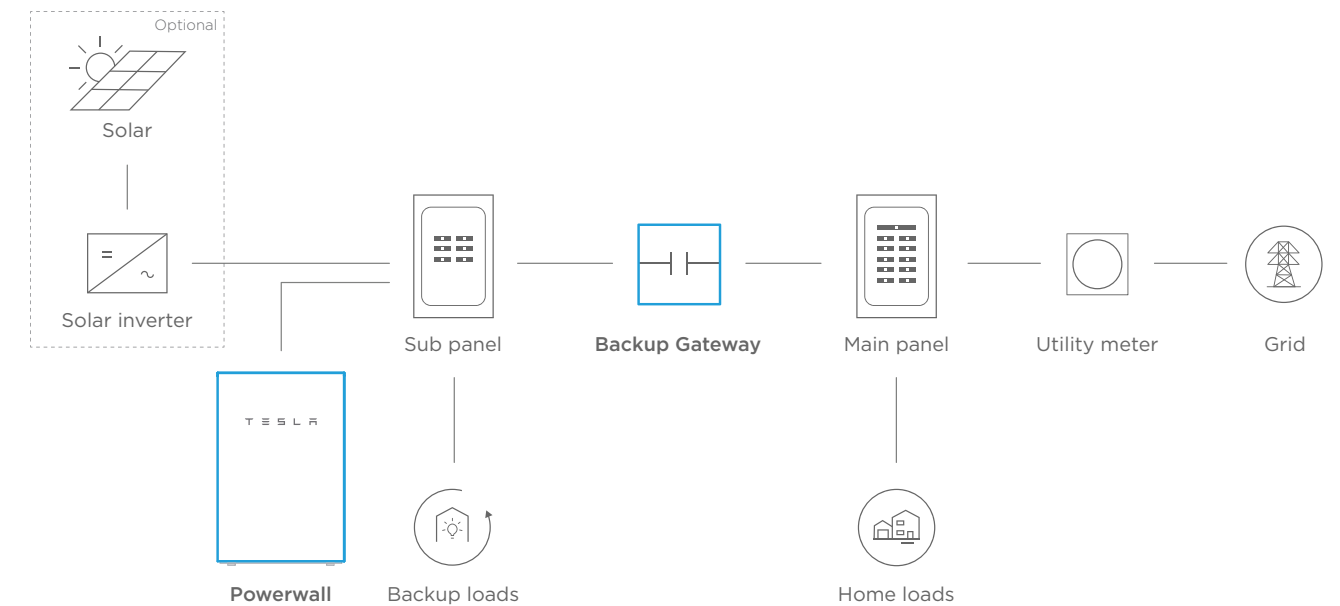 Optional
Solar
Solar inverter
Sub panel
Backup Gateway
Main panel
Utility meter
Grid
TESLA
Powerwall
Backup loads
Home loads